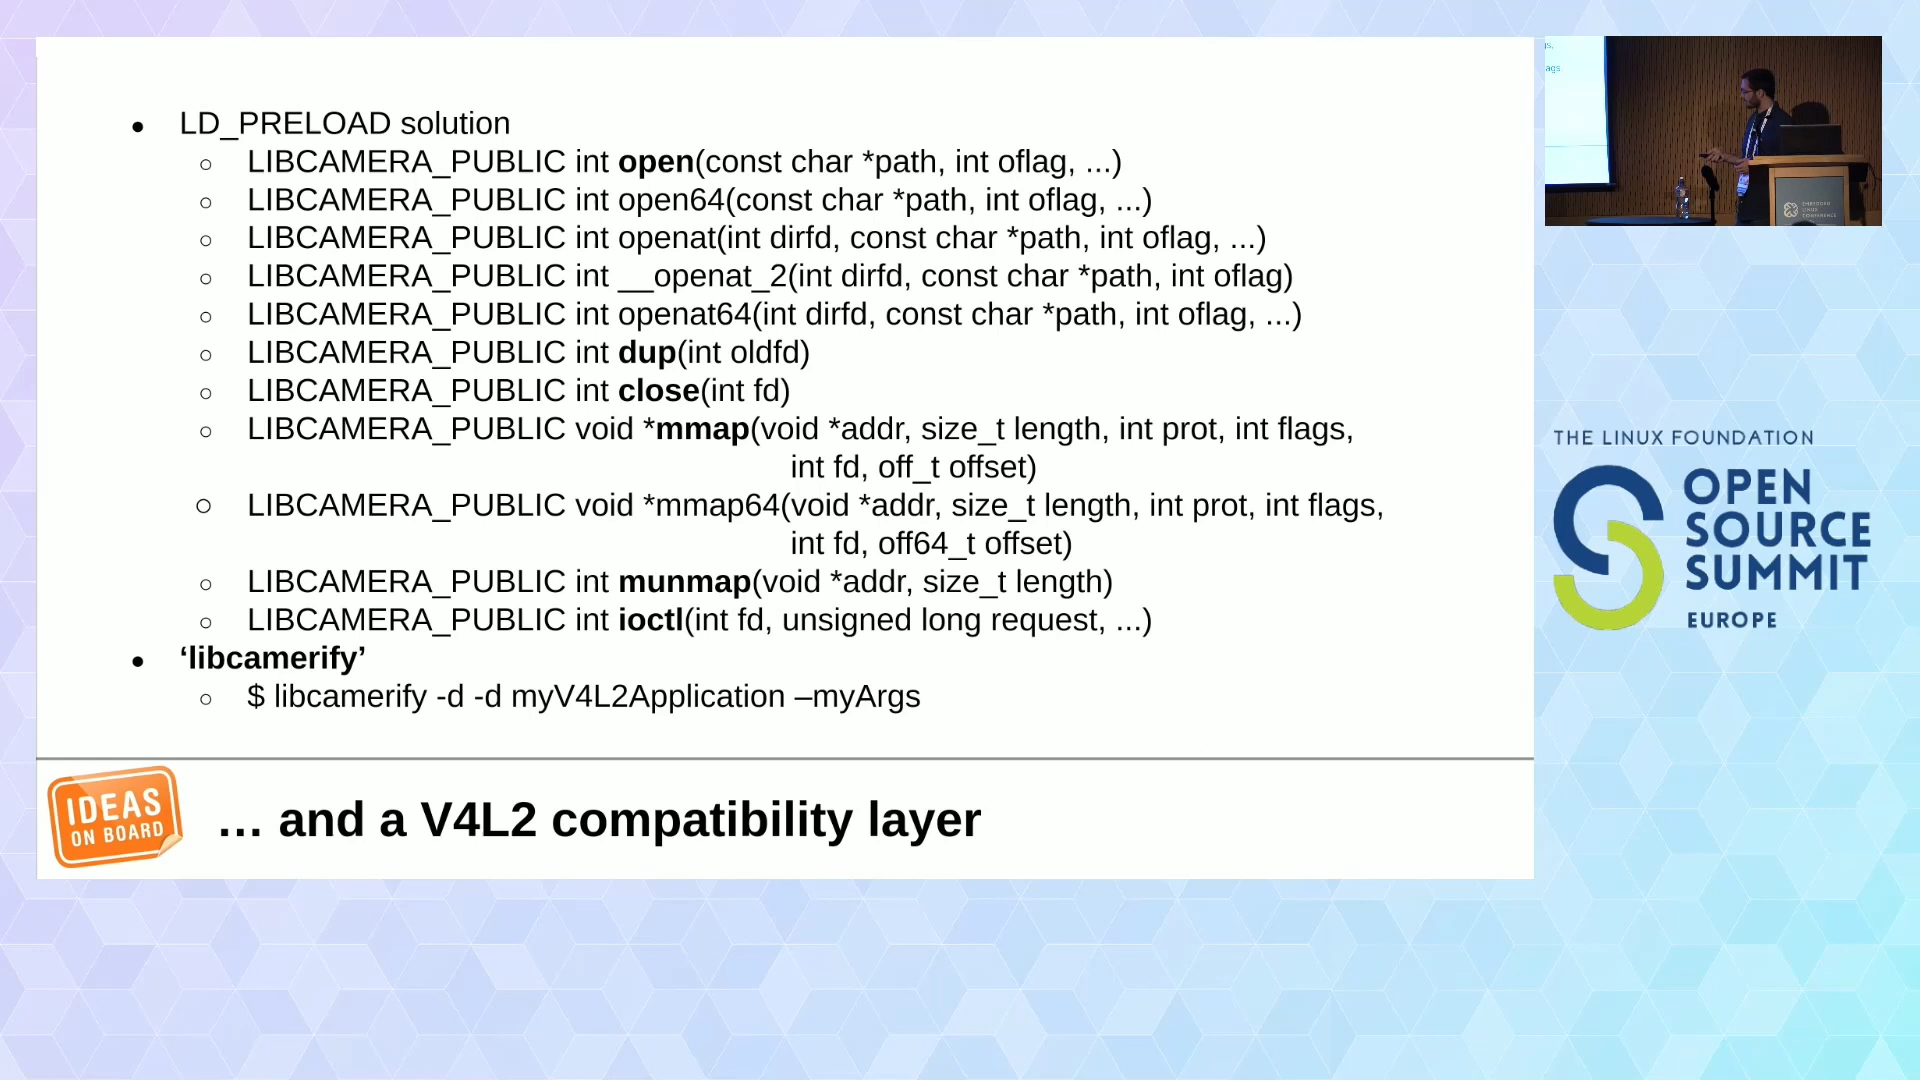 LD_PRELOAD solution
LIBCAMERA_PUBLIC int open(const char *path, int oflag, ...)
LIBCAMERA_PUBLIC int open64(const char *path, int oflag, ...)
LIBCAMERA_PUBLIC int openat(int dirfd, const char *path, int oflag, ...)
LIBCAMERA_PUBLIC int __openat_2(int dirfd, const char *path, int oflag)
LIBCAMERA_PUBLIC int openat64(int dirfd, const char *path, int oflag, ...)
LIBCAMERA_PUBLIC int dup(int oldfd)
LIBCAMERA_PUBLIC int close(int fd)
LIBCAMERA_PUBLIC void *mmap(void *addr, size_t length, int prot, int flags,
int fd, off_t offset)
LIBCAMERA_PUBLIC void *mmap64(void *addr, size_t length, int prot, int flags,
int fd, off64_t offset)
LIBCAMERA_PUBLIC int munmap(void *addr, size_t length)
LIBCAMERA_PUBLIC int ioctl(int fd, unsigned long request, ...)
‘libcamerify’
$ libcamerify -d -d myV4L2Application –myArgs
IDEAS
ON BOARD
… and a V4L2 compatibility layer
THE LINUX FOUNDATION
OPEN
SOURCE
SUMMIT
EUROPE